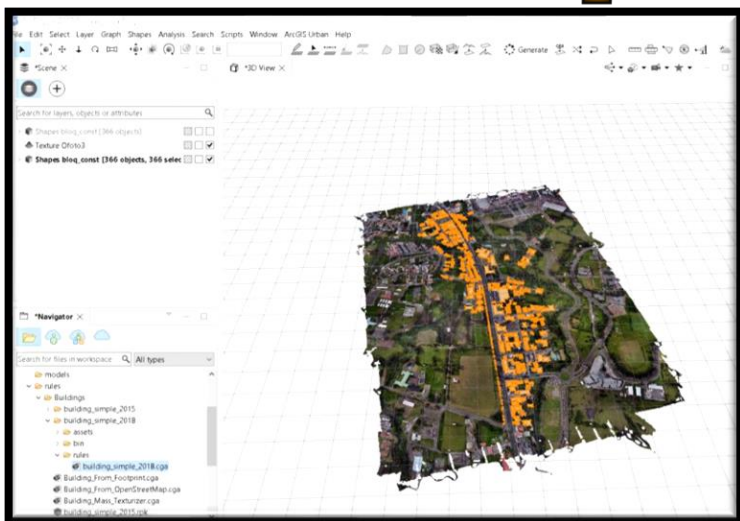 File Edit Select Layer Graph Shapes Analysis Search Scripts Window ArcGIS Urban Help
Generate
*Scene
*3D View
Search for layers, objects or attributes
Shapes bloq_const [366 objects]
Texture Ofoto3
Shapes bloq_const [366 objects, 366 selec
*Navigator
Search for files in workspace All types
models
rules
Buildings
building_simple_2015
building_simple_2018
assets
bin
rules
building_simple_2018.cga
Building_From_Footprint.cga
Building_From_OpenStreetMap.cga
Building_Mass_Texturizer.cga
building_simple_2015.rpk